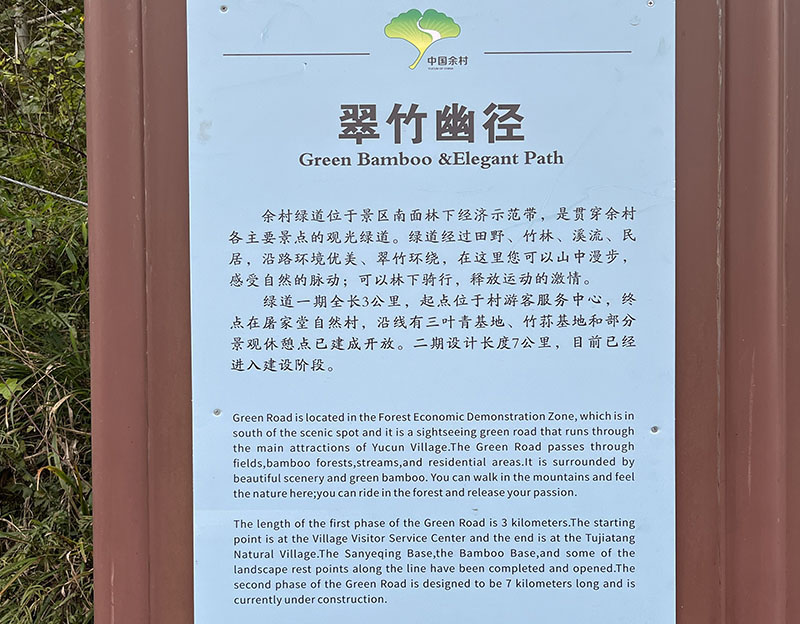 中国余村
翠竹幽径
Green Bamboo &Elegant Path
余村绿道位于景区南面林下经济示范带，是贯穿余村
各主要景点的观光绿道。绿道经过田野、竹林、溪流、民
居，沿路环境优美、翠竹环绕，在这里您可以山中漫步，
感受自然的脉动；可以林下骑行，释放运动的激情。
绿道一期全长3公里，起点位于村游客服务中心，终
点在屠家堂自然村，沿线有三叶青基地、竹荪基地和部分
景观休憩点已建成开放。二期设计长度7公里，目前已经
进入建设阶段。
Green Road is located in the Forest Economic Demonstration Zone, which is in
south of the scenic spot and it is a sightseeing green road that runs through
the main attractions of Yucun Village.The Green Road passes through
fields,bamboo forests,streams,and residential areas.It is surrounded by
beautiful scenery and green bamboo. You can walk in the mountains and feel
the nature here;you can ride in the forest and release your passion.
The length of the first phase of the Green Road is 3 kilometers.The starting
point is at the Village Visitor Service Center and the end is at the Tujiatang
Natural Village.The Sanyeqing Base,the Bamboo Base,and some of the
landscape rest points along the line have been completed and opened.The
second phase of the Green Road is designed to be 7 kilometers long and is
currently under construction.